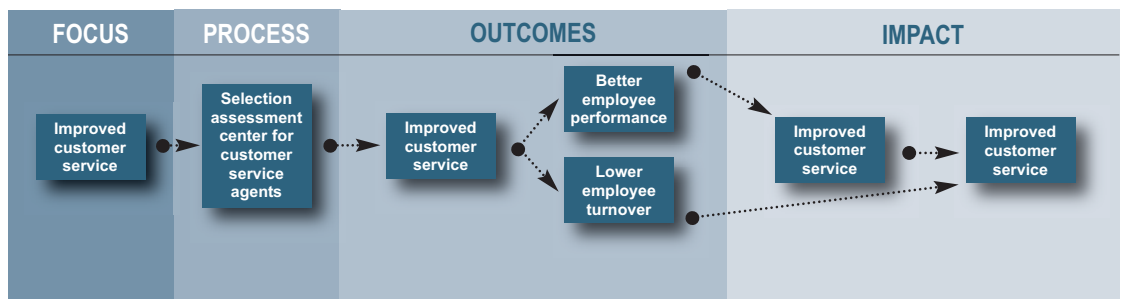 FOCUS
PROCESS
OUTCOMES
IMPACT
Improved
customer
service
Selection
assessment
center for
customer
service
agents
Improved
customer
service
Better
employee
performance
Lower
employee
turnover
Improved
customer
service
Improved
customer
service